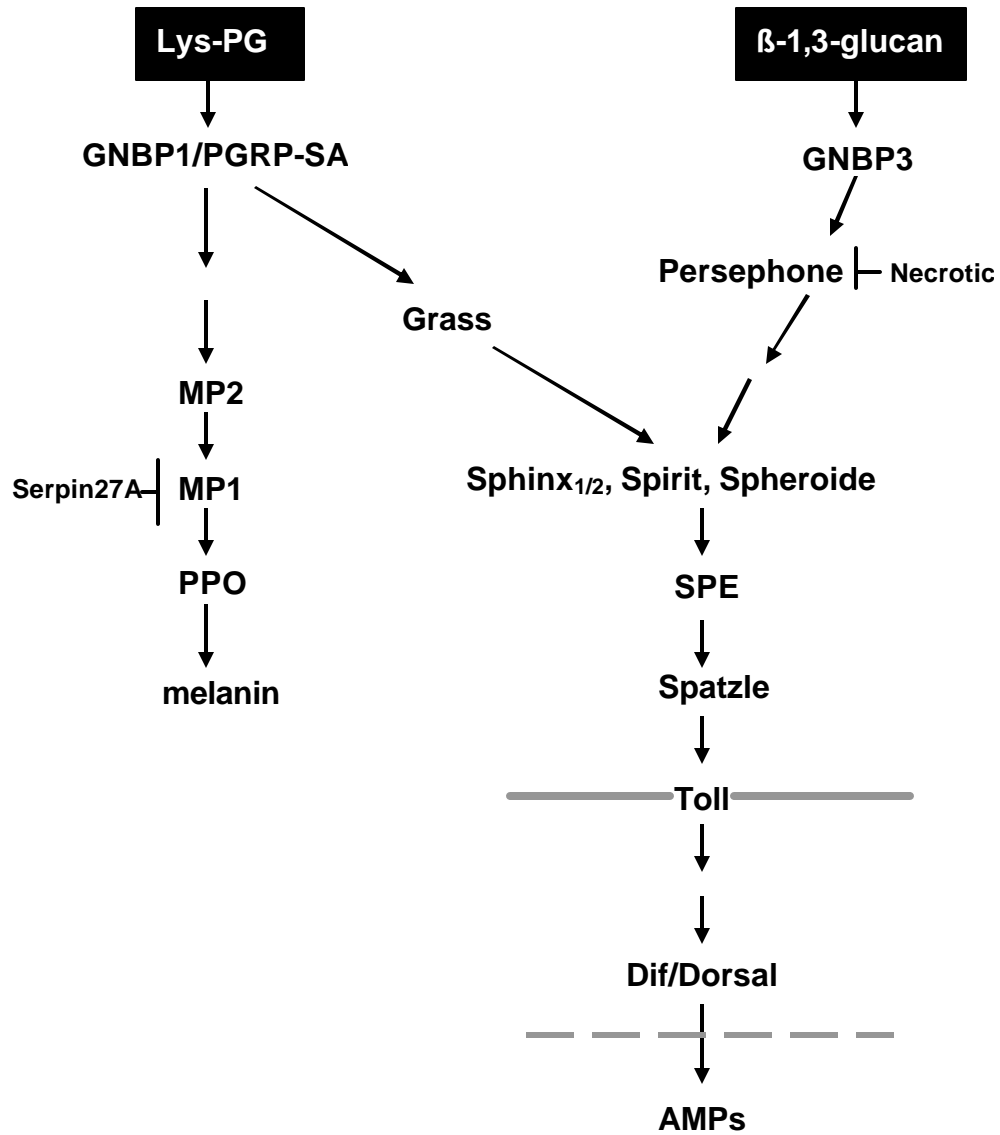 Lys-PG
ß-1,3-glucan
GNBP1/PGRP-SA
GNBP3
Persephone
Necrotic
Grass
MP2
Serpin27A
MP1
Sphinx1/2, Spirit, Spheroide
PPO
SPE
melanin
Spatzle
Toll
Dif/Dorsal
AMPs